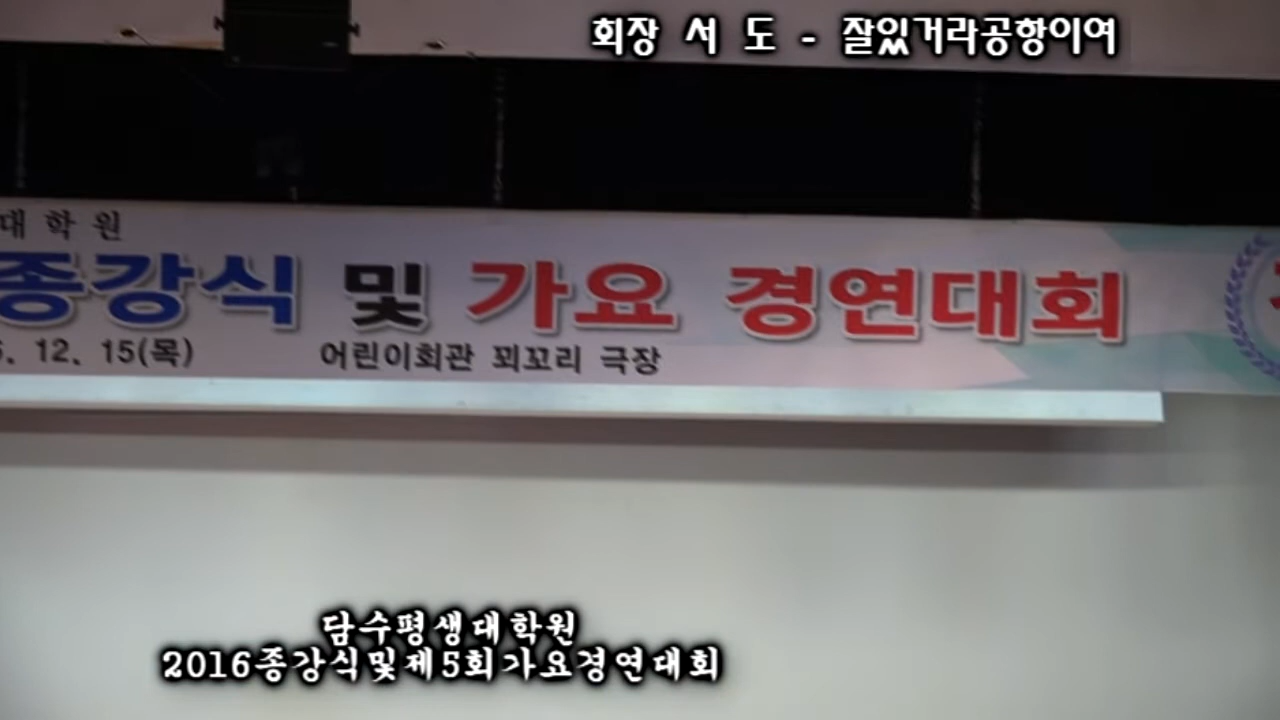 회장 서 도 - 잘있거라공항이여
대 학 원
종강식 및 가요 경연대회
6. 12. 15(목) 어린이회관 꾀꼬리 극장
담수평생대학원
2016종강식및제5회가요경연대회